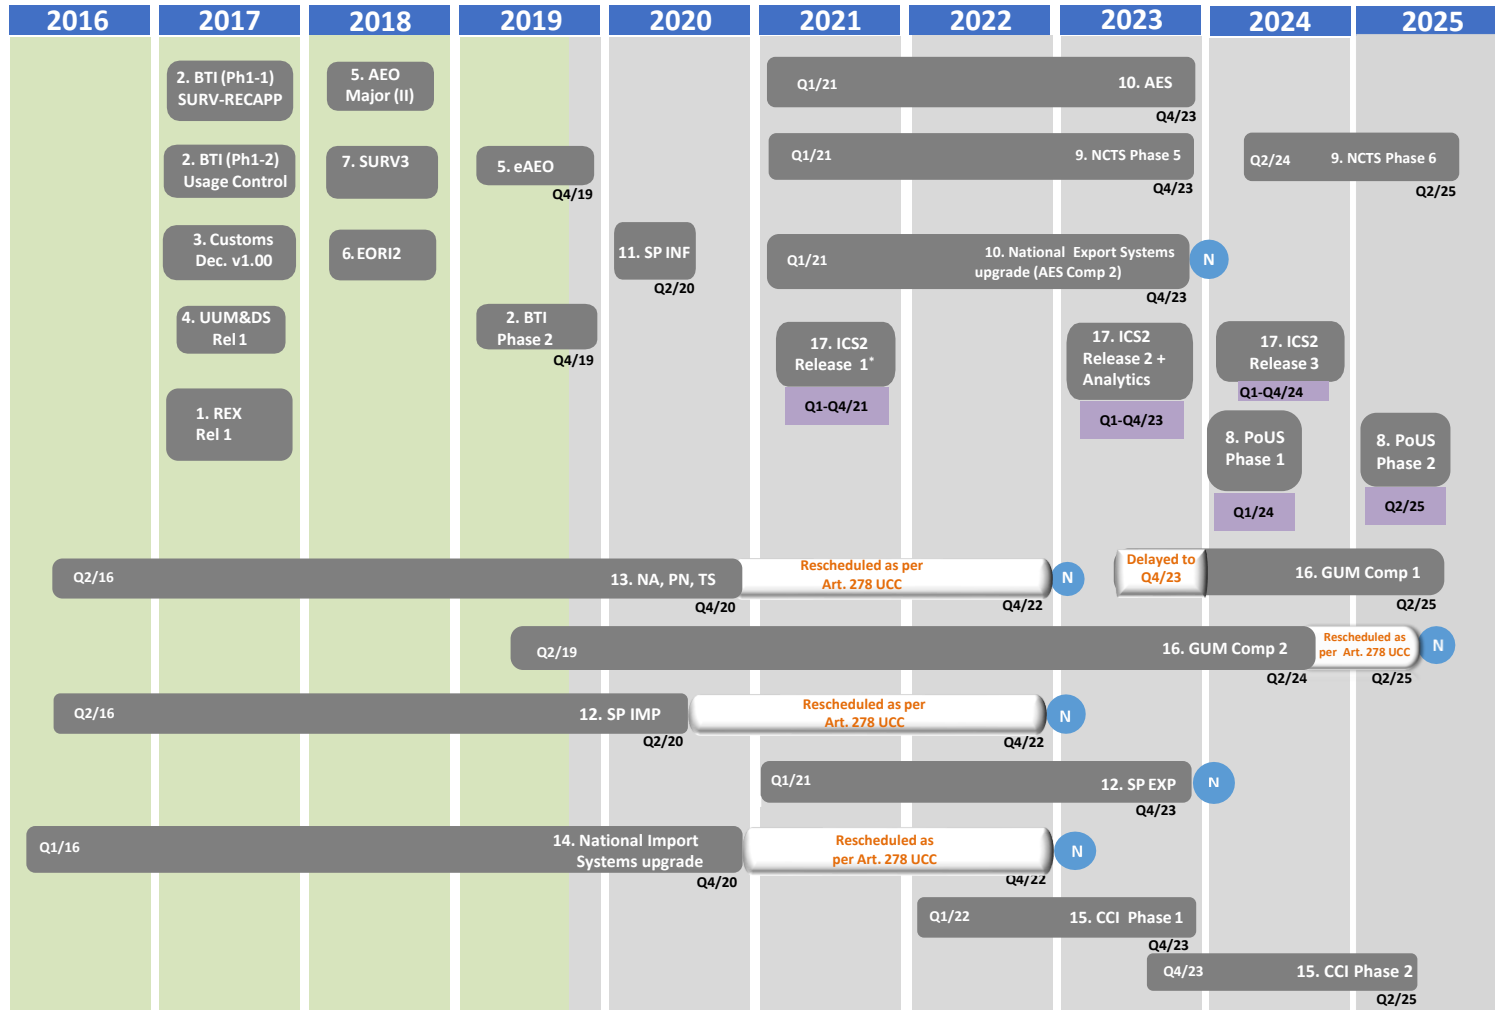 2016 2017 2018 2019 2020 2021 2022 2023 2024 2025
2. BTI (Ph1-1)
SURV-RECAPP
5. AEO
Major (II)
Q1/21
10. AES
Q4/23
2. BTI (Ph1-2)
Usage Control
7. SURV3
5. eAEO
Q4/19
Q1/21
9. NCTS Phase 5
Q4/23
Q2/24
9. NCTS Phase 6
Q2/25
3. Customs
Dec. v1.00
6. EORI2
11. SP INF
Q2/20
Q1/21
10. National Export Systems
upgrade (AES Comp 2)
Q4/23
N
4. UUM&DS
Rel 1
2. BTI
Phase 2
Q4/19
17. ICS2
Release 1*
Q1-Q4/21
17. ICS2
Release 2 +
Analytics
Q1-Q4/23
17. ICS2
Release 3
Q1-Q4/24
1. REX
Rel 1
8. PoUS
Phase 1
Q1/24
8. PoUS
Phase 2
Q2/25
Q2/16
13. NA, PN, TS
Q4/20
Rescheduled as per
Art. 278 UCC
Q4/22
N
Delayed to
Q4/23
16. GUM Comp 1
Q2/25
Q2/19
16. GUM Comp 2
Q2/24
Rescheduled as
per Art. 278 UCC
Q2/25
N
Q2/16
12. SP IMP
Q2/20
Rescheduled as per
Art. 278 UCC
Q4/22
N
Q1/21
12. SP EXP
Q4/23
N
Q1/16
14. National Import
Systems upgrade
Q4/20
Rescheduled as
per Art. 278 UCC
Q4/22
N
Q1/22
15. CCI Phase 1
Q4/23
Q4/23
15. CCI Phase 2
Q2/25